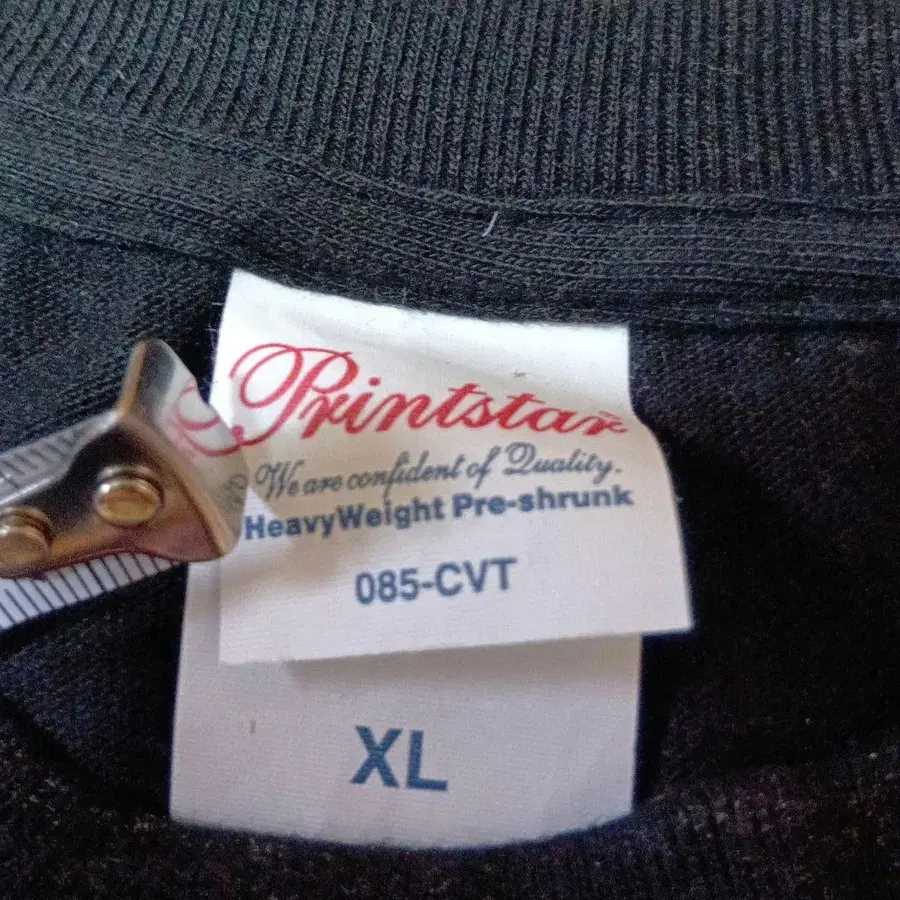 Printstar
We are confident of Quality.
HeavyWeight Pre-shrunk
085-CVT
XL